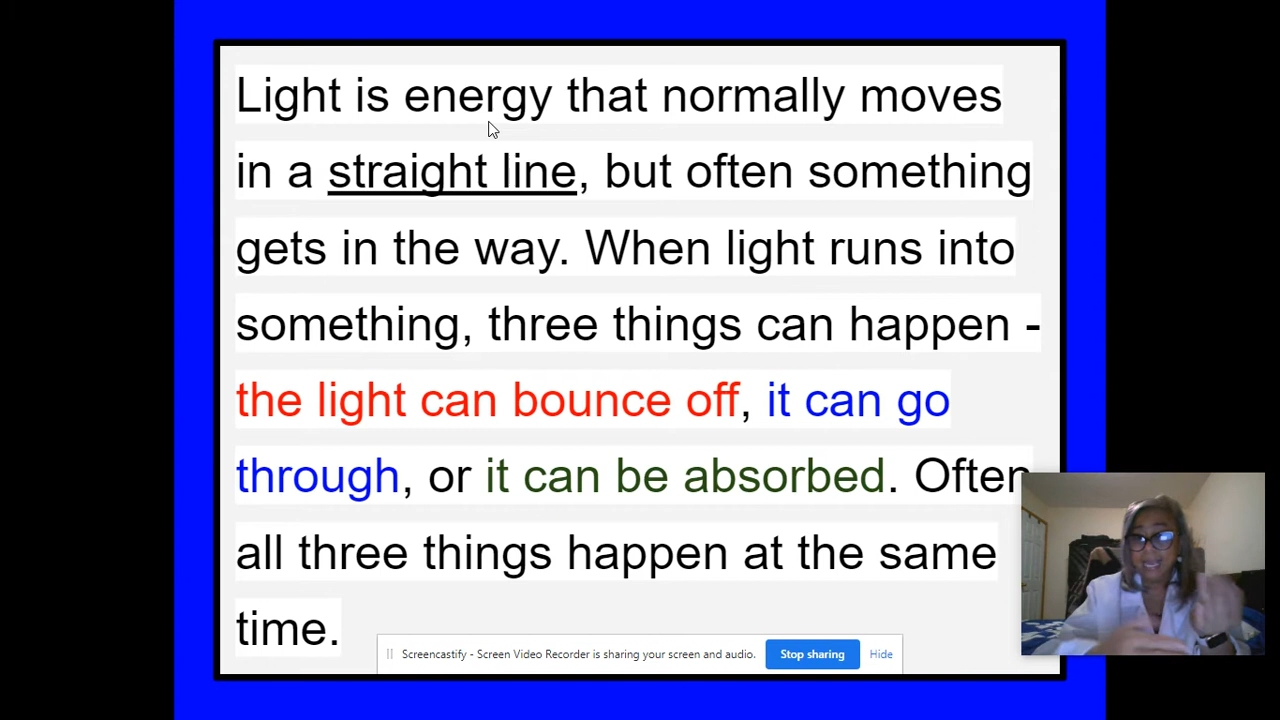 Light is energy that normally moves
in a straight line, but often something
gets in the way. When light runs into
something, three things can happen -
the light can bounce off, it can go
through, or it can be absorbed. Often
all three things happen at the same
time.
Screencastify - Screen Video Recorder is sharing your screen and audio. Stop sharing Hide